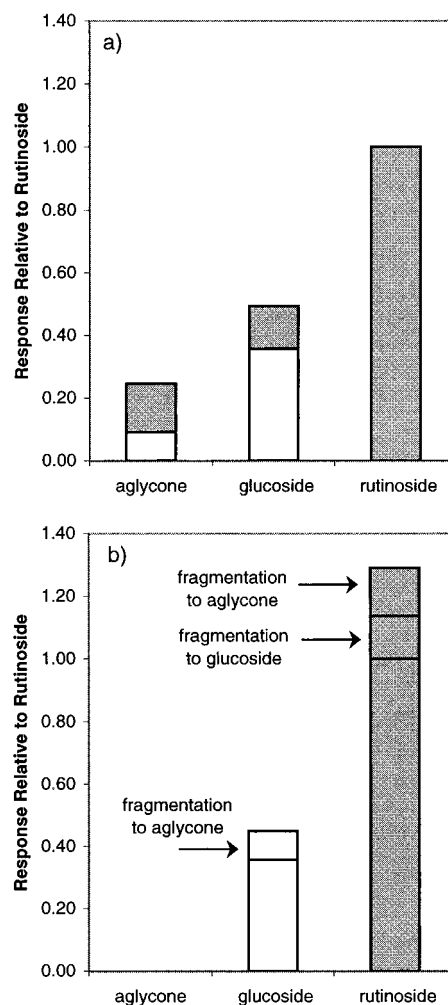 a)
Response Relative to Rutinoside
1.40
1.20
1.00
0.80
0.60
0.40
0.20
0.00
aglycone glucoside rutinoside
b)
Response Relative to Rutinoside
1.40
1.20
1.00
0.80
0.60
0.40
0.20
0.00
fragmentation
to aglycone
fragmentation
to glucoside
fragmentation
to aglycone
aglycone glucoside rutinoside